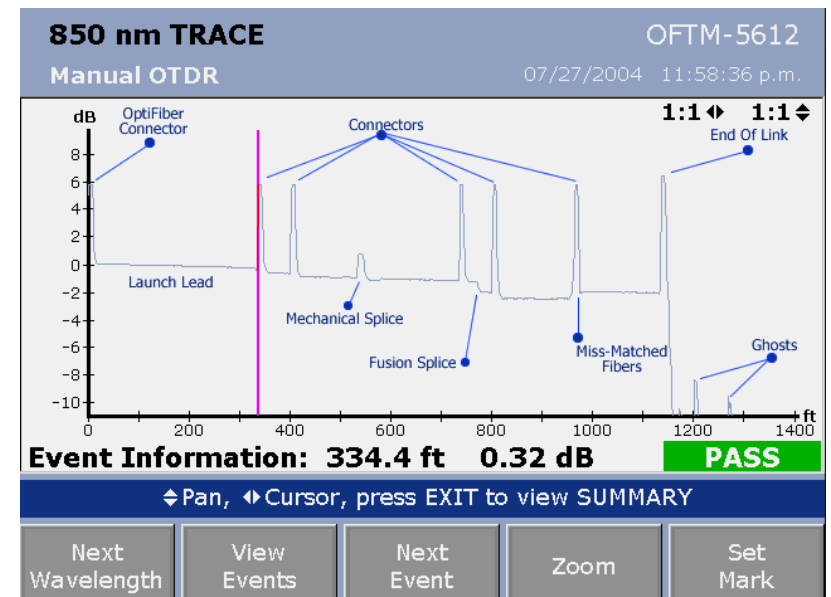 850 nm TRACE
OFTM-5612
Manual OTDR
07/27/2004 11:58:36 p.m.
dB
OptiFiber
Connector
Connectors
1:1 1:1
End Of Link
8
6
4
2
0
-2
-4
-6
-8
-10
Launch Lead
Mechanical Splice
Fusion Splice
Miss-Matched
Fibers
Ghosts
0 200 400 600 800 1000 1200 1400
ft
Event Information: 334.4 ft 0.32 dB
PASS
Pan, Cursor, press EXIT to view SUMMARY
Next
Wavelength
View
Events
Next
Event
Zoom
Set
Mark